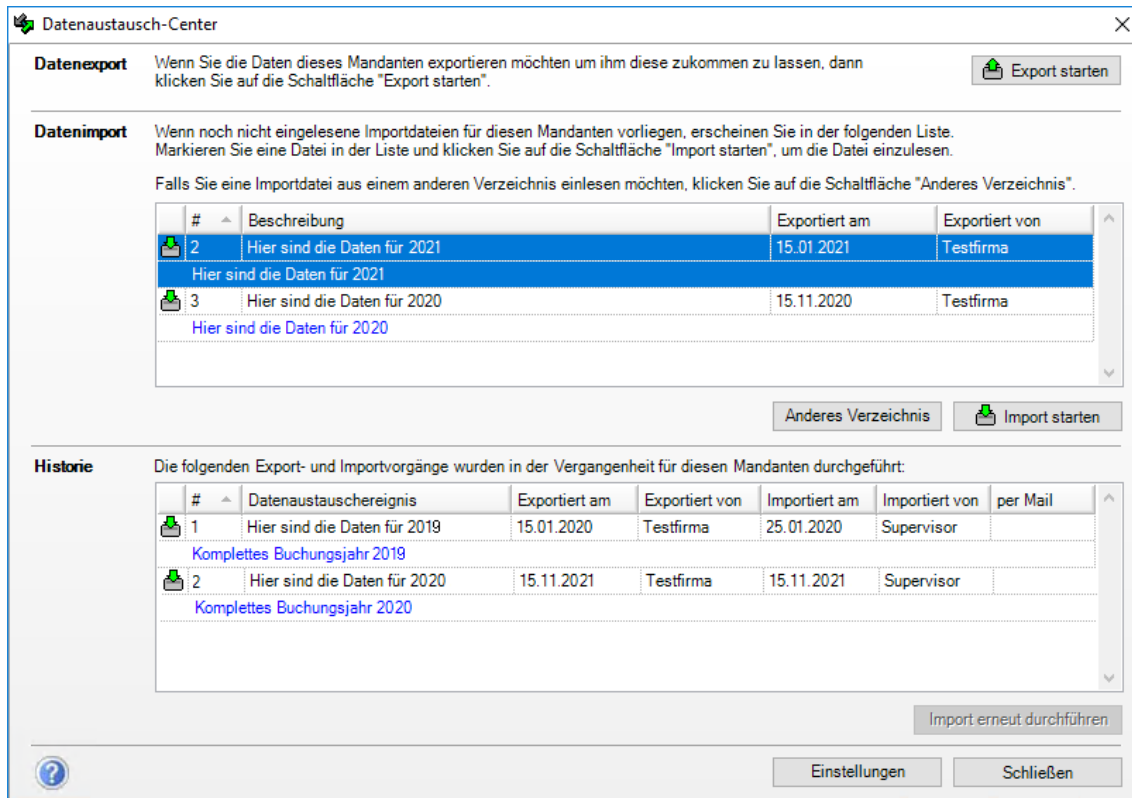 Datenaustausch-Center
Datenexport
Wenn Sie die Daten dieses Mandanten exportieren möchten um ihm diese zukommen zu lassen, dann
klicken Sie auf die Schaltfläche "Export starten".
Export starten
Datenimport
Wenn noch nicht eingelesene Importdateien für diesen Mandanten vorliegen, erscheinen Sie in der folgenden Liste.
Markieren Sie eine Datei in der Liste und klicken Sie auf die Schaltfläche "Import starten", um die Datei einzulesen.
Falls Sie eine Importdatei aus einem anderen Verzeichnis einlesen möchten, klicken Sie auf die Schaltfläche "Anderes Verzeichnis".
# Beschreibung Exportiert am Exportiert von
2 Hier sind die Daten für 2021 15..01.2021 Testfirma
Hier sind die Daten für 2021
3 Hier sind die Daten für 2020 15.11.2020 Testfirma
Hier sind die Daten für 2020
Anderes Verzeichnis Import starten
Historie
Die folgenden Export- und Importvorgänge wurden in der Vergangenheit für diesen Mandanten durchgeführt:
# Datenaustauschereignis Exportiert am Exportiert von Importiert am Importiert von per Mail
1 Hier sind die Daten für 2019 15.01.2020 Testfirma 25.01.2020 Supervisor
Komplettes Buchungsjahr 2019
2 Hier sind die Daten für 2020 15.11.2021 Testfirma 15.11.2021 Supervisor
Komplettes Buchungsjahr 2020
Import erneut durchführen
? Einstellungen Schließen